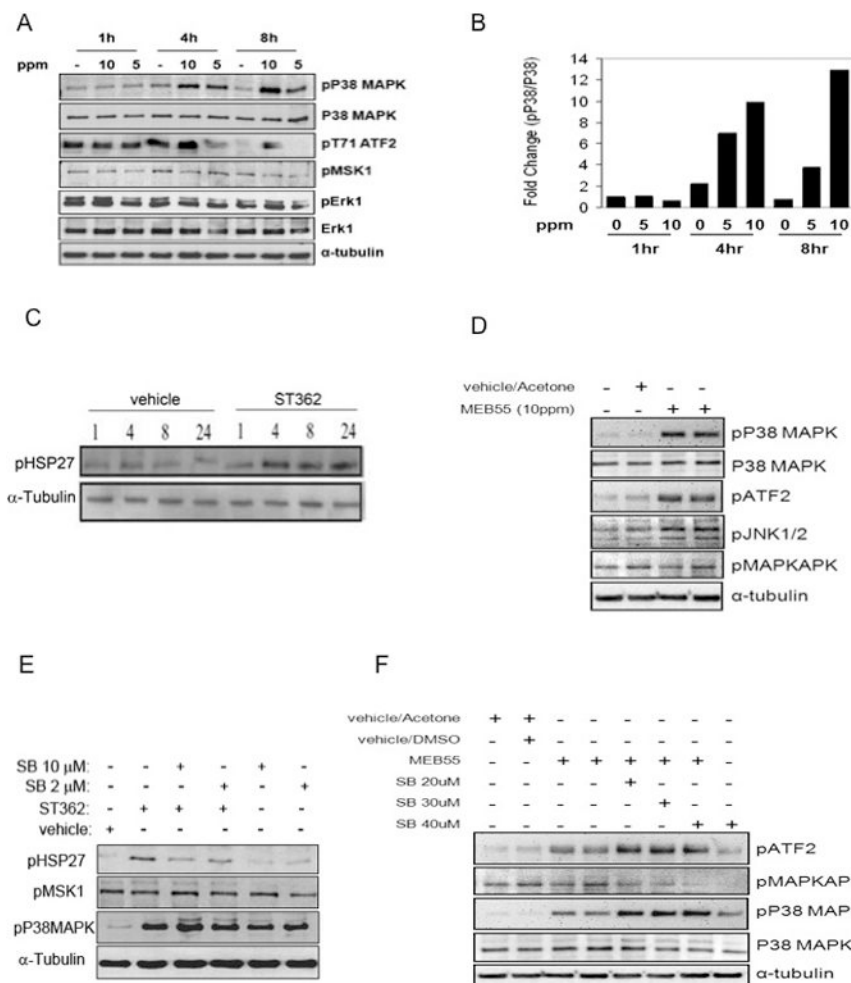 A
1h 4h 8h
ppm - 10 5 - 10 5 - 10 5
pP38 MAPK
P38 MAPK
pT71 ATF2
pMSK1
pErk1
Erk1
α-tubulin
B
Fold Change (pP38/P38)
14
12
10
8
6
4
2
0
ppm 0 5 10 0 5 10 0 5 10
1hr 4hr 8hr
C
vehicle ST362
1 4 8 24 1 4 8 24
pHSP27
α-Tubulin
D
vehicle/Acetone - + - -
MEB55 (10ppm) - - + +
pP38 MAPK
P38 MAPK
pATF2
pJNK1/2
pMAPKAPK
α-tubulin
E
SB 10 μM: - - + - + -
SB 2 μM: - - - + - +
ST362: - + + + - -
vehicle: + - - - - -
pHSP27
pMSK1
pP38MAPK
α-Tubulin
F
vehicle/Acetone + + - - - - - -
vehicle/DMSO - + - - - - - -
MEB55 - - + + + + + -
SB 20uM - - - - + - - -
SB 30uM - - - - - + - -
SB 40uM - - - - - - + +
pATF2
pMAPKAP
pP38 MAP
P38 MAPK
α-tubulin